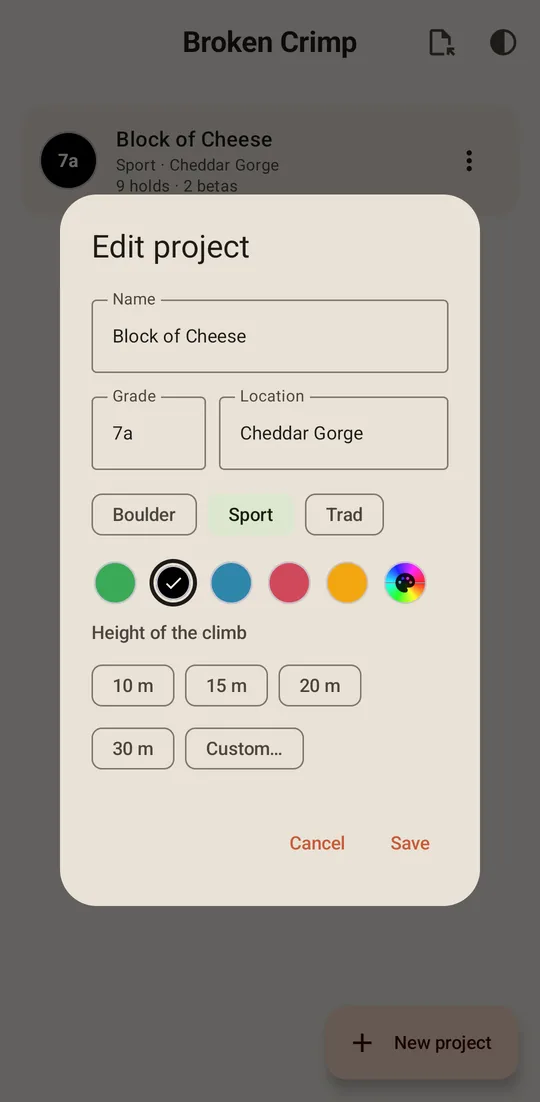 Broken Crimp
7a
Block of Cheese
Sport · Cheddar Gorge
9 holds · 2 betas
Edit project
Name
Block of Cheese
Grade
Location
7a
Cheddar Gorge
Boulder
Sport
Trad
Height of the climb
10 m
15 m
20 m
30 m
Custom…
Cancel
Save
New project